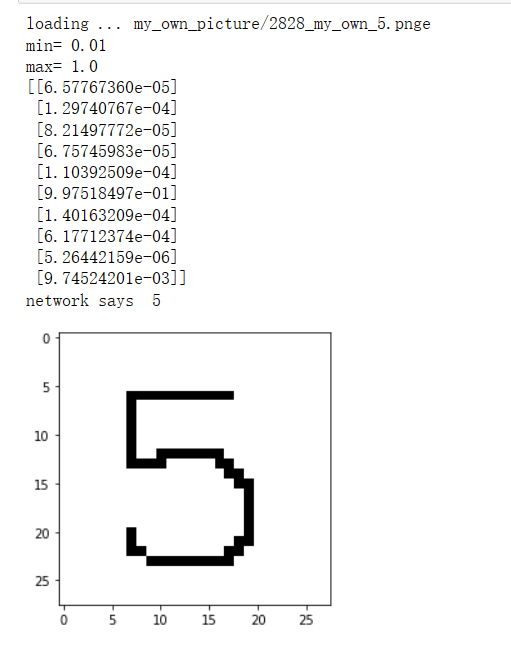 loading ... my_own_picture/2828_my_own_5.pnge
min= 0.01
max= 1.0
[[6.57767360e-05]
[1.29740767e-04]
[8.21497772e-05]
[6.75745983e-05]
[1.10392509e-04]
[9.97518497e-01]
[1.40163209e-04]
[6.17712374e-04]
[5.26442159e-06]
[9.74524201e-03]]
network says 5
0
5
10
15
20
25
5
0 5 10 15 20 25